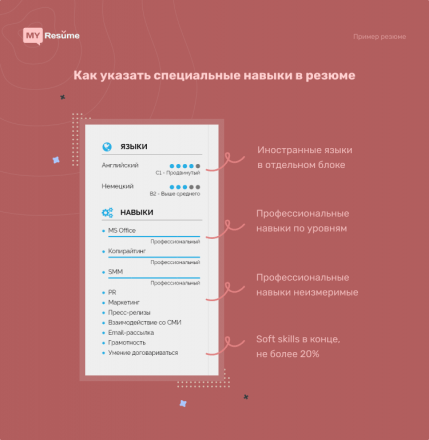 MY Resume
Пример резюме
Как указать специальные навыки в резюме
ЯЗЫКИ
Английский
C1 - Продвинутый
Немецкий
B2 - Выше среднего
НАВЫКИ
MS Office
Профессиональный
Копирайтинг
Профессиональный
SMM
Профессиональный
PR
Маркетинг
Пресс-релизы
Взаимодействие со СМИ
Email-рассылка
Грамотность
Умение договариваться
Иностранные языки
в отдельном блоке
Профессиональные
навыки по уровням
Профессиональные
навыки неизмеримые
Soft skills в конце,
не более 20%